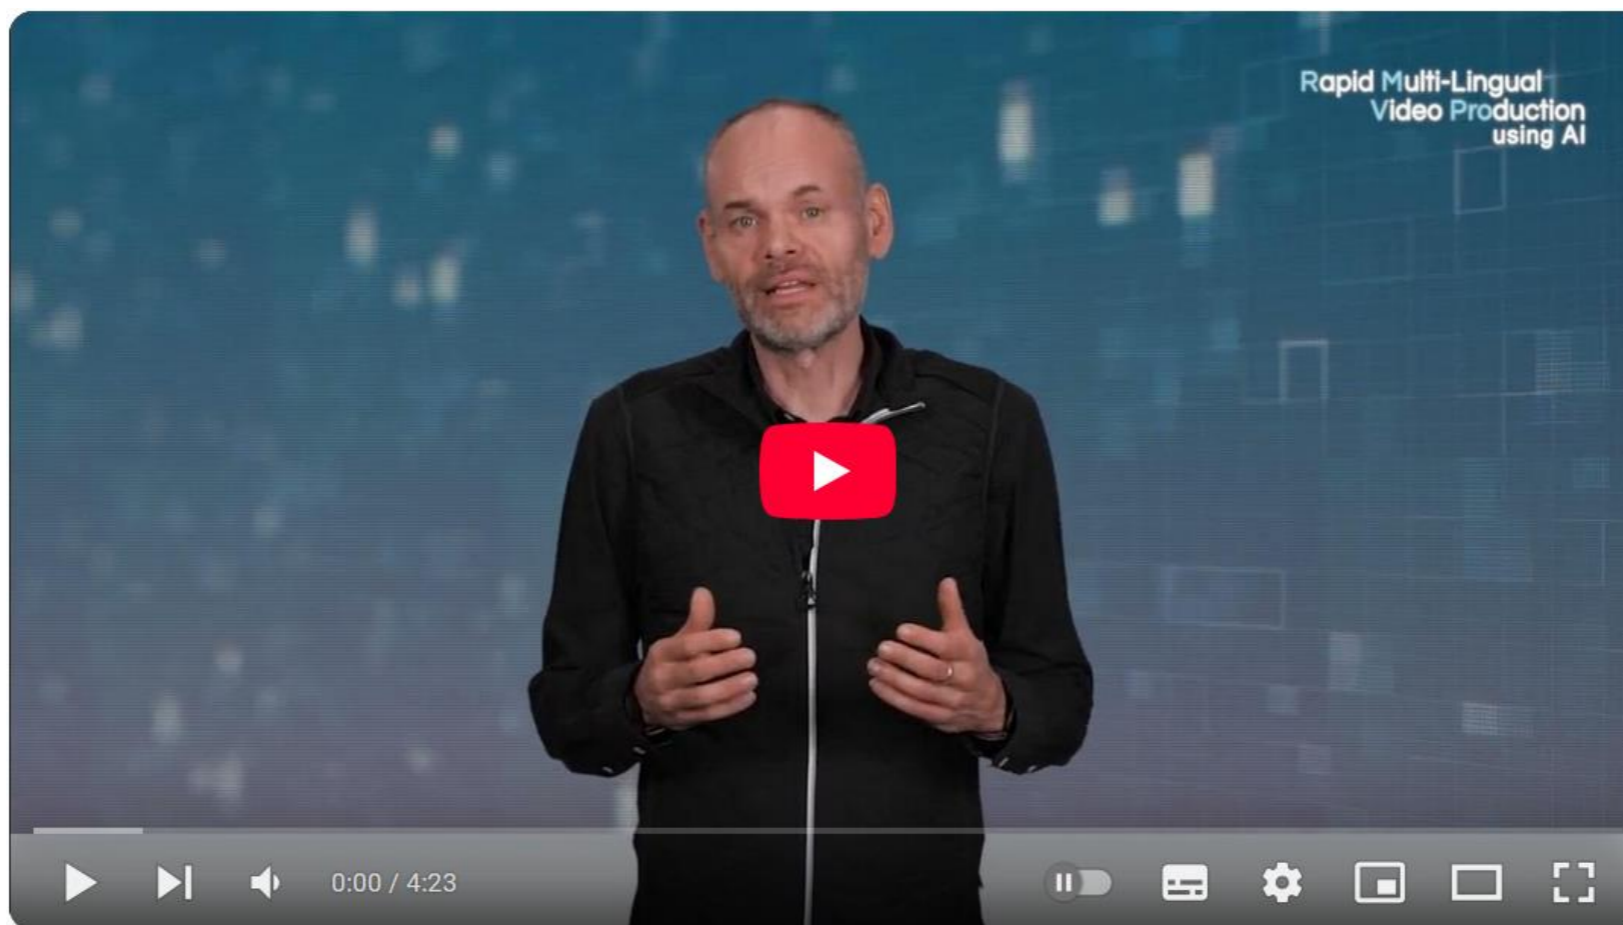 Rapid Multi-Lingual
Video Production
using AI
0:00 / 4:23